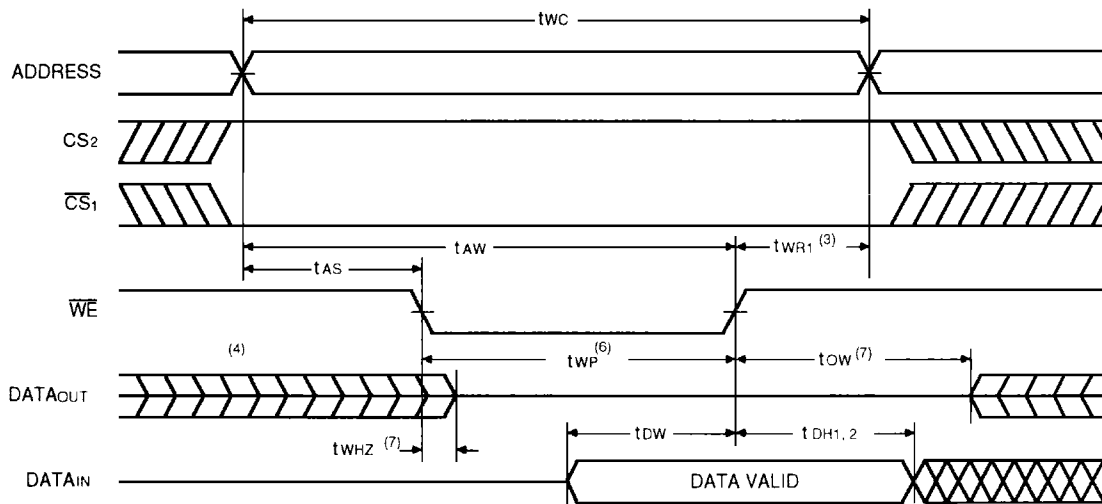 tWC
ADDRESS
CS2
CS1
tAW
tWR1 (3)
tAS
WE
(4)
tWP (6)
tOW (7)
DATAOUT
tDW
tDH1, 2
tWHZ (7)
DATAIN
DATA VALID